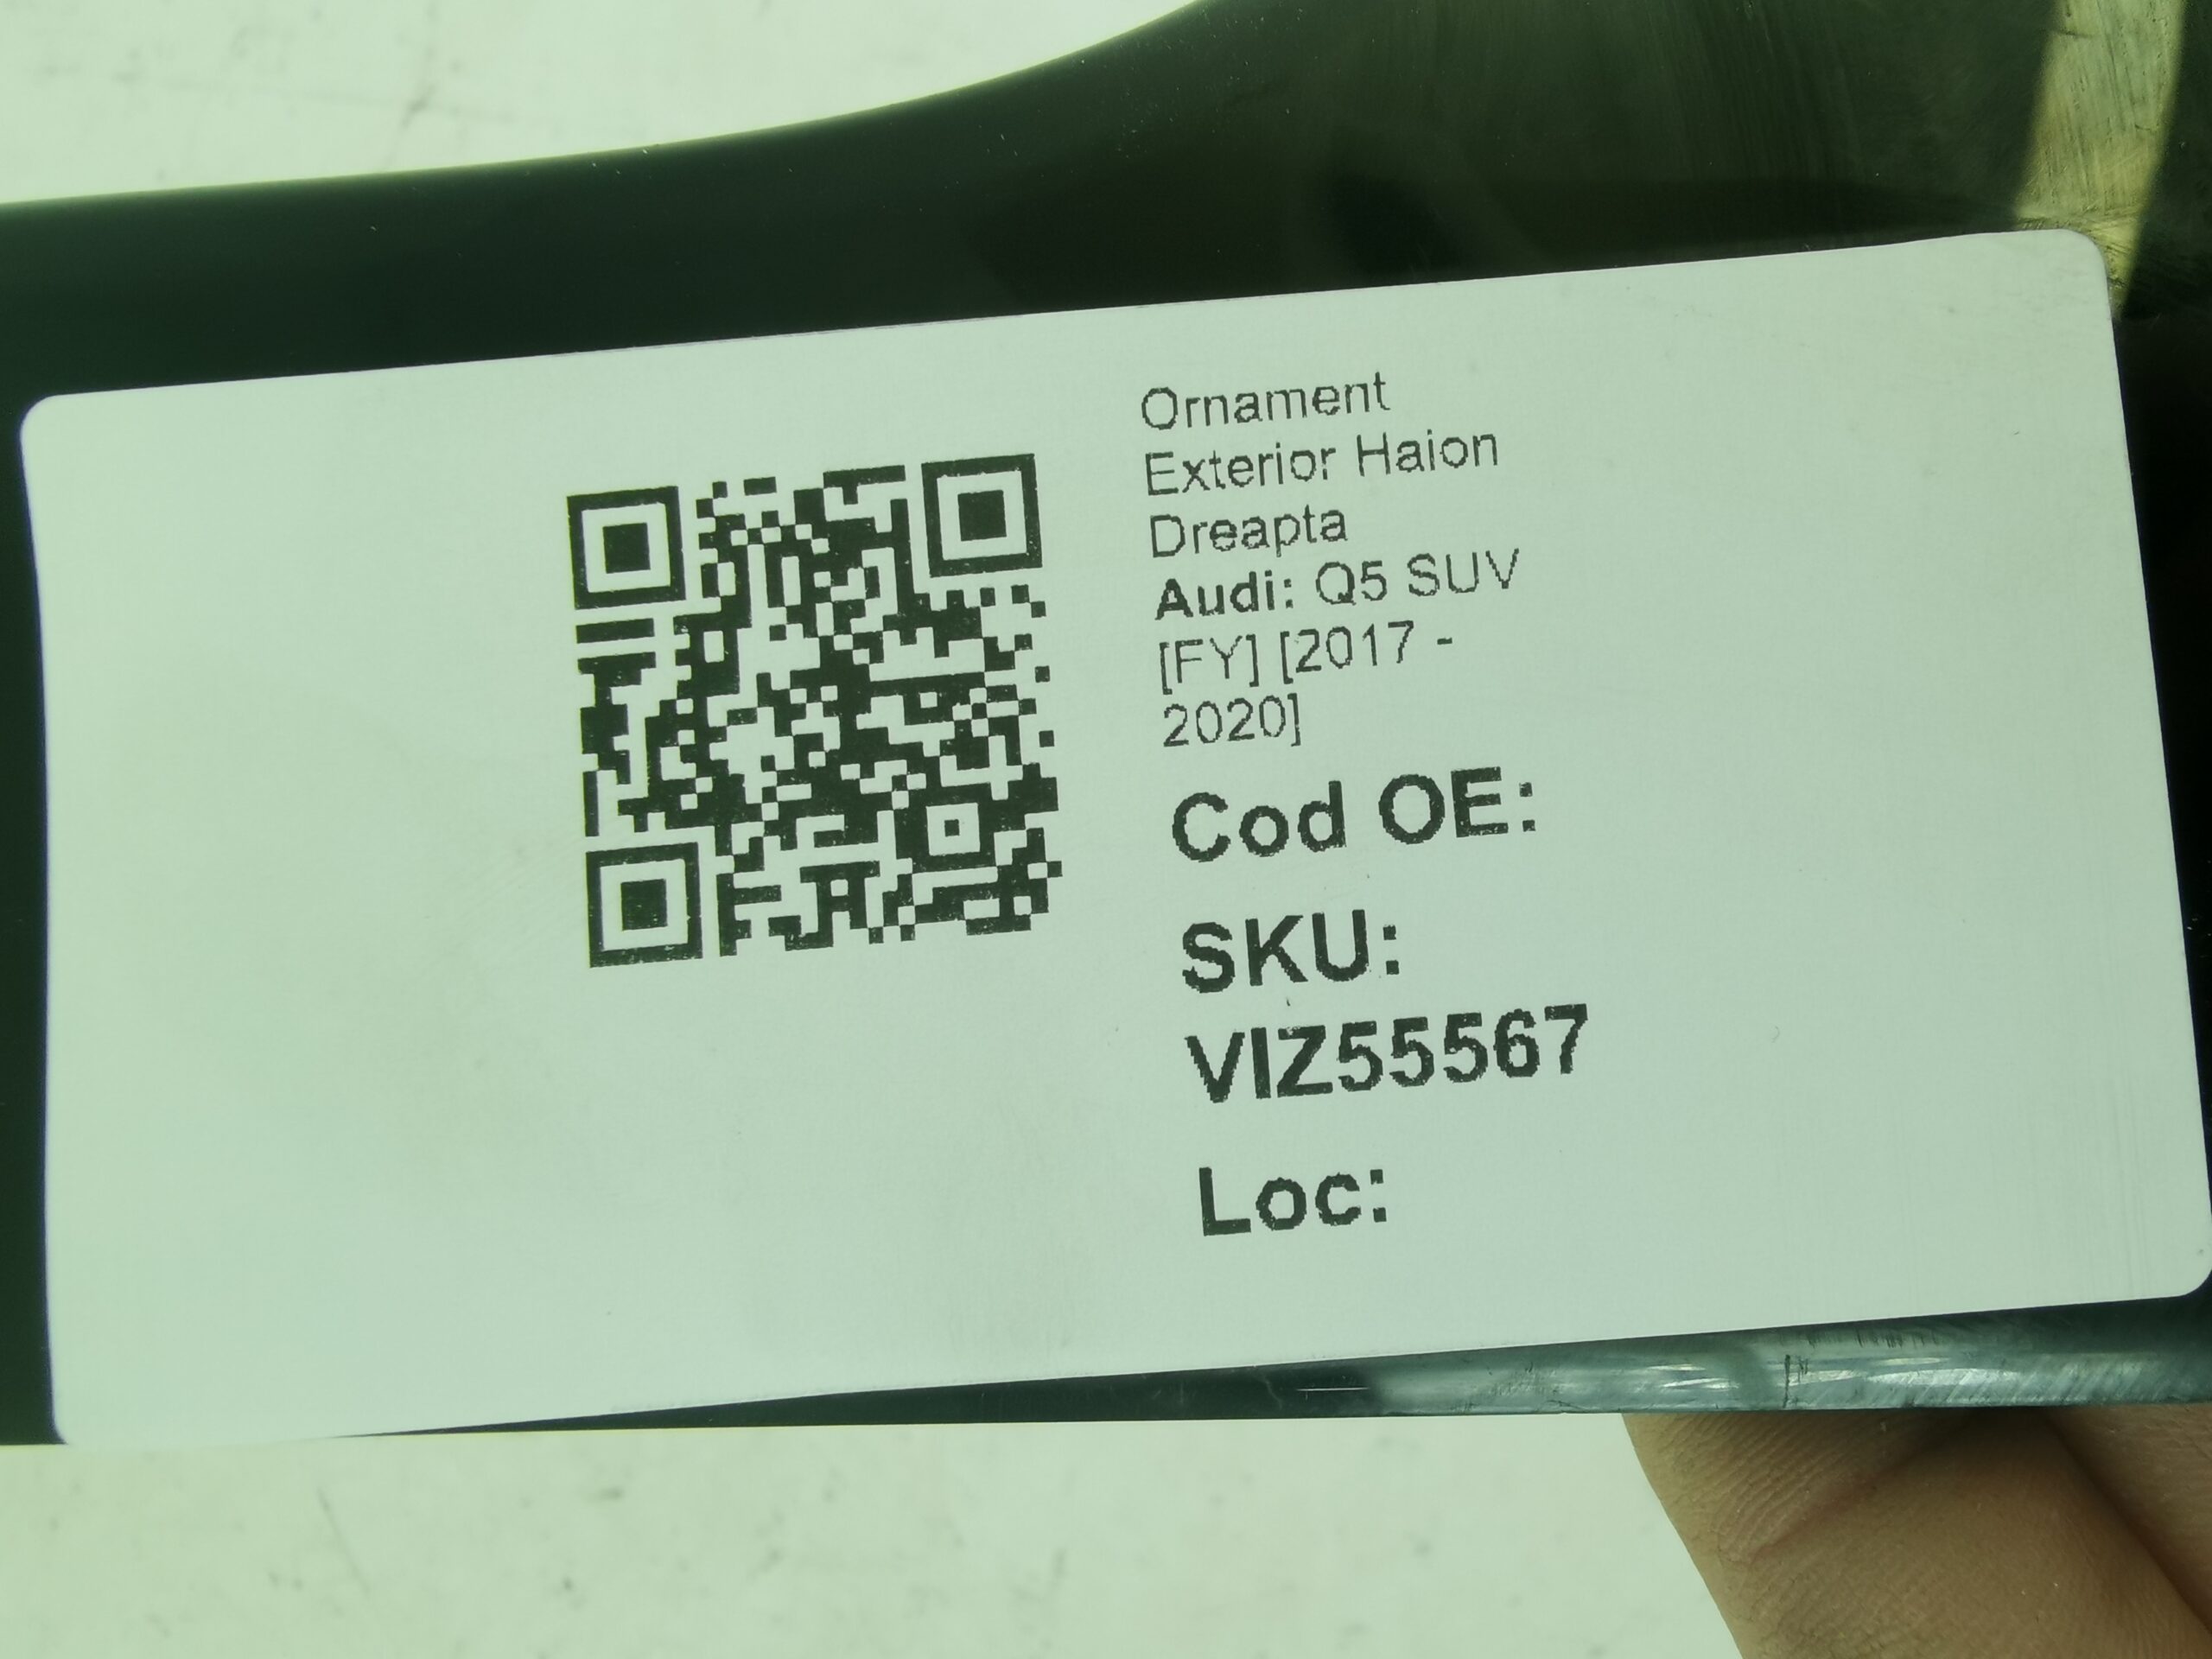 Ornament
Exterior Haion
Dreapta
Audi: Q5 SUV
[FY] [2017 -
2020]
Cod OE:
SKU:
VIZ55567
Loc: